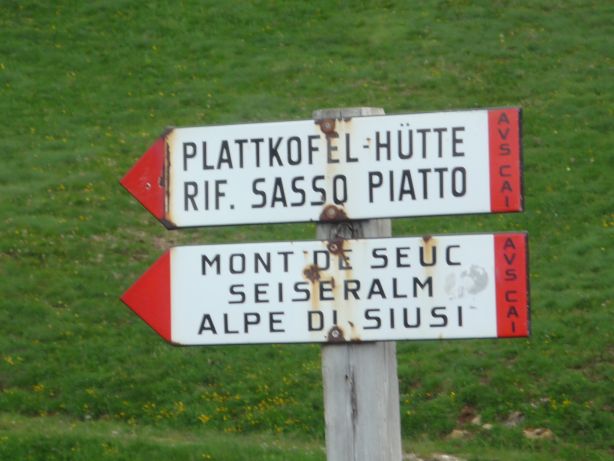 PLATTKOFEL-HÜTTE
RIF. SASSO PIATTO
AVS CAI
MONT DE SEUC
SEISERALM
ALPE DI SIUSI
AVS CAI